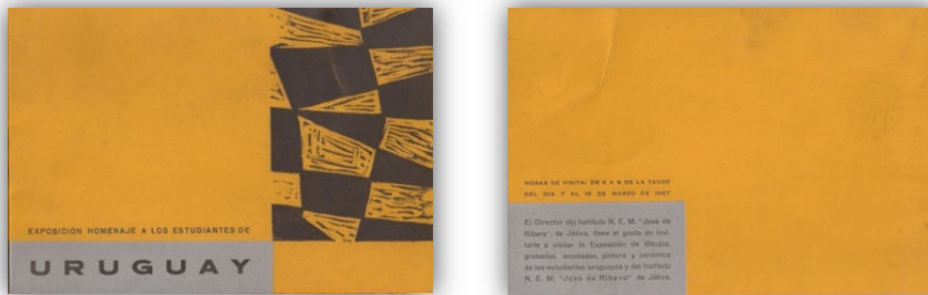 EXPOSICION HOMENAJE A LOS ESTUDIANTES DE
URUGUAY
HORAS DE VISITA: DE 6 A 8 DE LA TARDE
DEL DIA 7 AL 15 DE MARZO DE 1967
El Director del Instituto N. E. M. "José de
Ribera", de Játiva, tiene el gusto de invi-
tarle a visitar la Exposición de dibujos,
grabados, encolados, pintura y cerámica
de los estudiantes uruguayos y del Instituto
N. E. M. "José de Ribera" de Játiva.